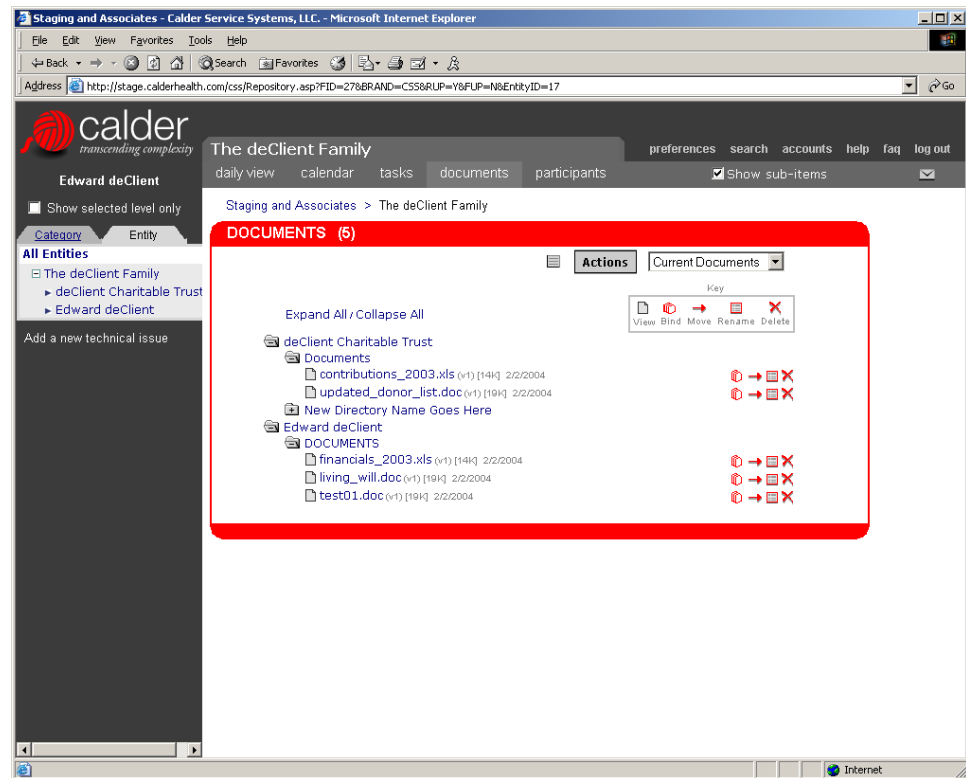 Staging and Associates - Calder Service Systems, LLC. - Microsoft Internet Explorer
File Edit View Favorites Tools Help
Back Search Favorites
Address http://stage.calderhealth.com/css/Repository.asp?FID=27&BRAND=CSS&RUP=Y&FUP=N&EntityID=17 Go
calder
transcending complexity
The deClient Family
preferences search accounts help faq log out
daily view calendar tasks documents participants Show sub-items
Edward deClient
Show selected level only
Category Entity
All Entities
The deClient Family
deClient Charitable Trust
Edward deClient
Add a new technical issue
Staging and Associates > The deClient Family
DOCUMENTS (5)
Actions Current Documents
Key
View Bind Move Rename Delete
Expand All / Collapse All
deClient Charitable Trust
Documents
contributions_2003.xls (v1) [14K] 2/2/2004
updated_donor_list.doc (v1) [19K] 2/2/2004
New Directory Name Goes Here
Edward deClient
DOCUMENTS
financials_2003.xls (v1) [14K] 2/2/2004
living_will.doc (v1) [19K] 2/2/2004
test01.doc (v1) [19K] 2/2/2004
Internet